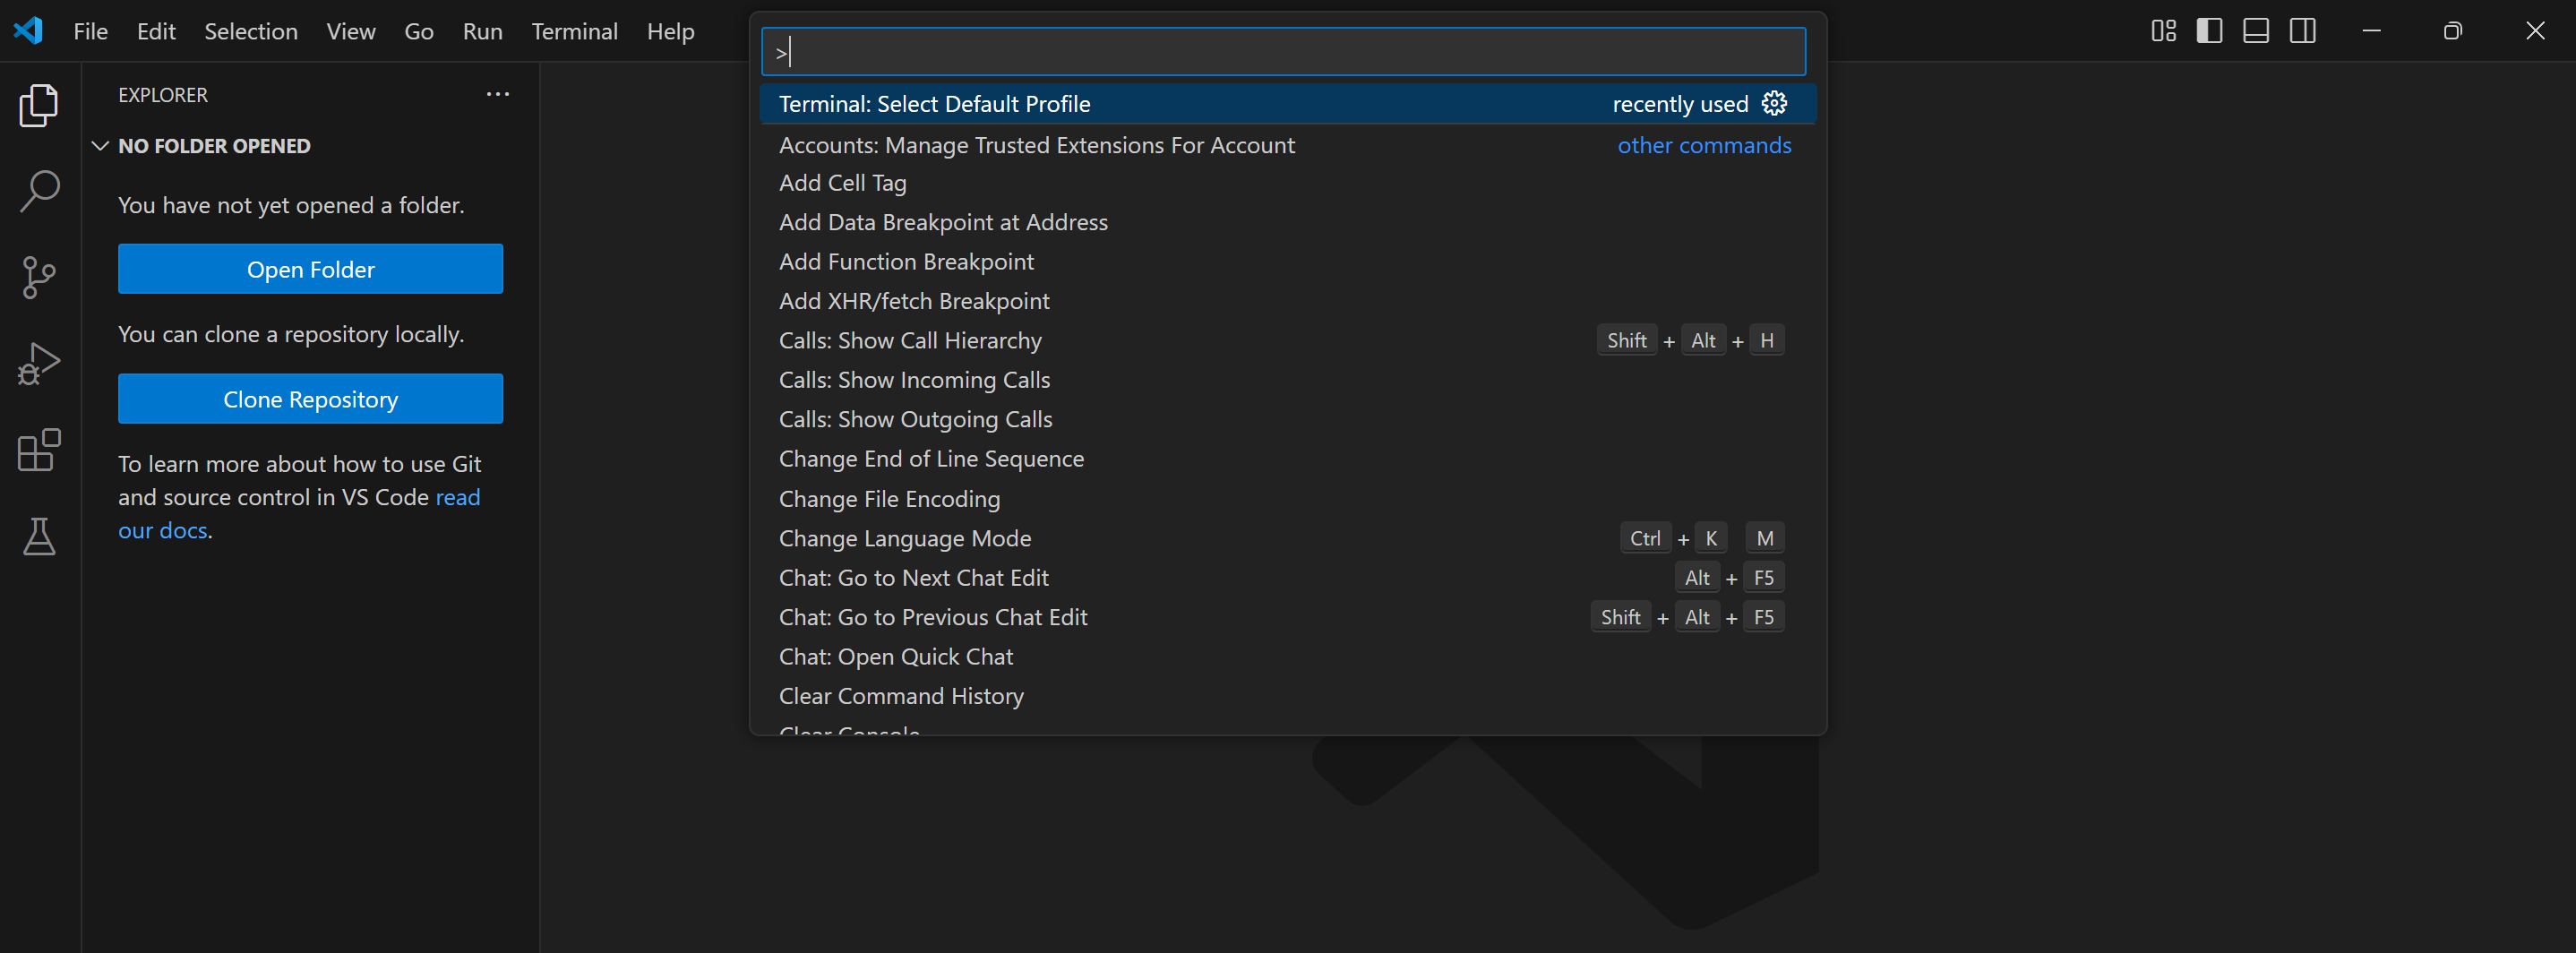 File Edit Selection View Go Run Terminal Help
EXPLORER
NO FOLDER OPENED
You have not yet opened a folder.
Open Folder
You can clone a repository locally.
Clone Repository
To learn more about how to use Git
and source control in VS Code read
our docs.
>
Terminal: Select Default Profile recently used
Accounts: Manage Trusted Extensions For Account other commands
Add Cell Tag
Add Data Breakpoint at Address
Add Function Breakpoint
Add XHR/fetch Breakpoint
Calls: Show Call Hierarchy Shift + Alt + H
Calls: Show Incoming Calls
Calls: Show Outgoing Calls
Change End of Line Sequence
Change File Encoding
Change Language Mode Ctrl + K M
Chat: Go to Next Chat Edit Alt + F5
Chat: Go to Previous Chat Edit Shift + Alt + F5
Chat: Open Quick Chat
Clear Command History
Clear Console